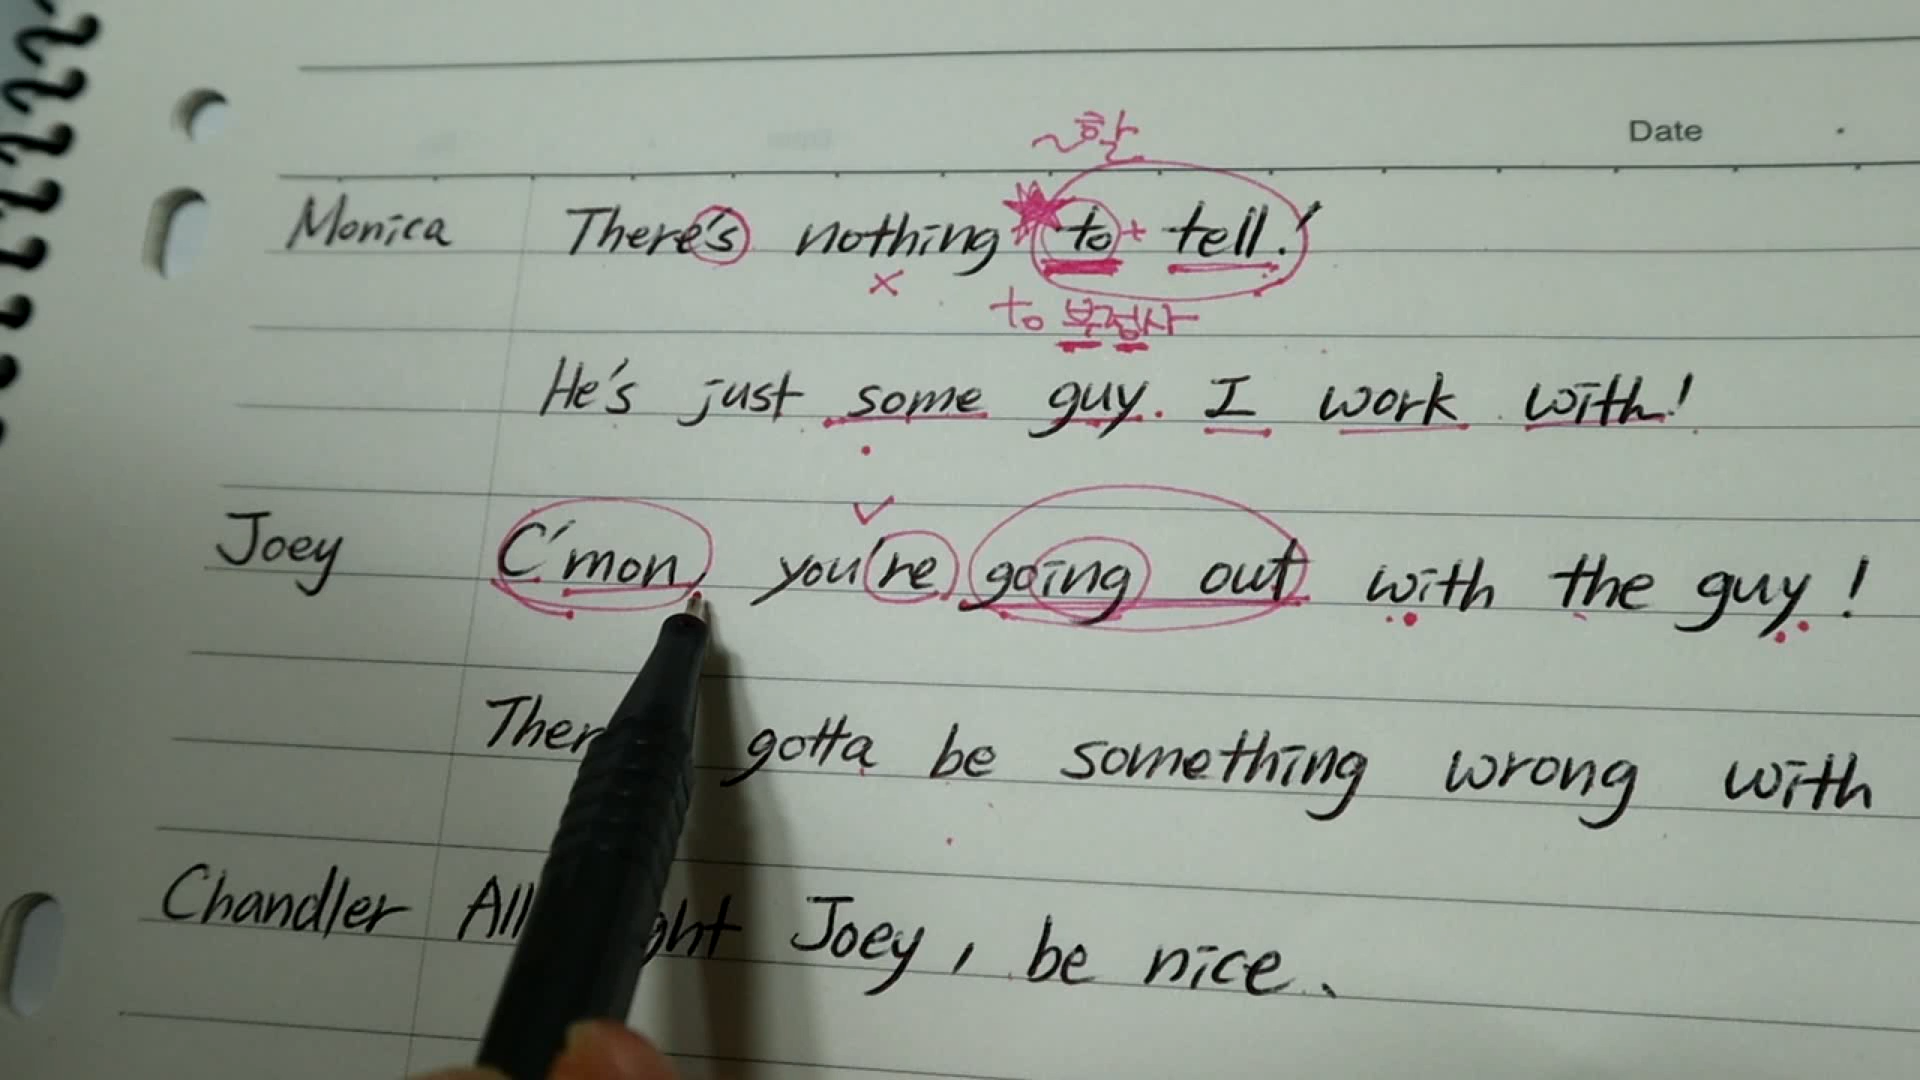 Date
~할
Monica There's nothing to + tell!
x
to 부정사
He's just some guy. I work with!
Joey C'mon, you're going out with the guy!
gotta be something wrong with
Chandler Joey, be nice.